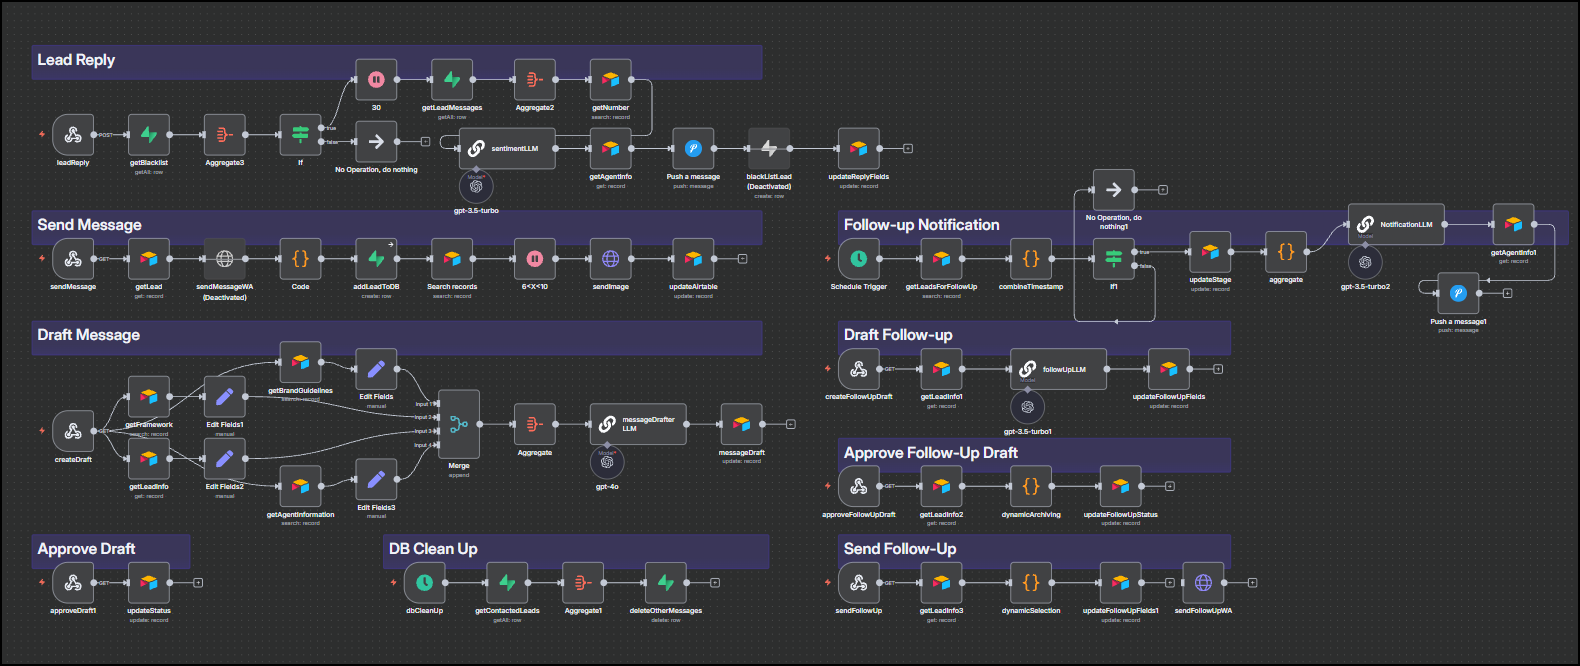 Lead Reply
30
getLeadMessages
getAll: row
Aggregate2
getNumber
search: record
leadReply
POST
getBlacklist
getAll: row
Aggregate3
If
true
false
No Operation, do nothing
sentimentLLM
Model*
gpt-3.5-turbo
getAgentInfo
get: record
Push a message
push: message
blackListLead
(Deactivated)
create: row
updateReplyFields
update: record
Send Message
sendMessage
GET
getLead
get: record
sendMessageWA
(Deactivated)
Code
addLeadToDB
create: row
Search records
search: record
6<X<10
sendImage
updateAirtable
update: record
Follow-up Notification
Schedule Trigger
getLeadsForFollowUp
search: record
combineTimestamp
No Operation, do
nothing1
If1
true
false
updateStage
update: record
aggregate
NotificationLLM
Model
gpt-3.5-turbo2
getAgentInfo1
get: record
Push a message1
push: message
Draft Message
createDraft
GET
getFramework
search: record
Edit Fields1
manual
getBrandGuidelines
search: record
Edit Fields
manual
getLeadInfo
get: record
Edit Fields2
manual
getAgentInformation
search: record
Edit Fields3
manual
Input 1
Input 2
Input 3
Input 4
Merge
append
Aggregate
messageDrafter
LLM
Model*
gpt-4o
messageDraft
update: record
Draft Follow-up
createFollowUpDraft
GET
getLeadInfo1
get: record
followUpLLM
Model
gpt-3.5-turbo1
updateFollowUpFields
update: record
Approve Follow-Up Draft
approveFollowUpDraft
GET
getLeadInfo2
get: record
dynamicArchiving
updateFollowUpStatus
update: record
Approve Draft
approveDraft1
GET
updateStatus
update: record
DB Clean Up
dbCleanUp
getContactedLeads
getAll: row
Aggregate1
deleteOtherMessages
delete: row
Send Follow-Up
sendFollowUp
GET
getLeadInfo3
get: record
dynamicSelection
updateFollowUpFields1
update: record
sendFollowUpWA